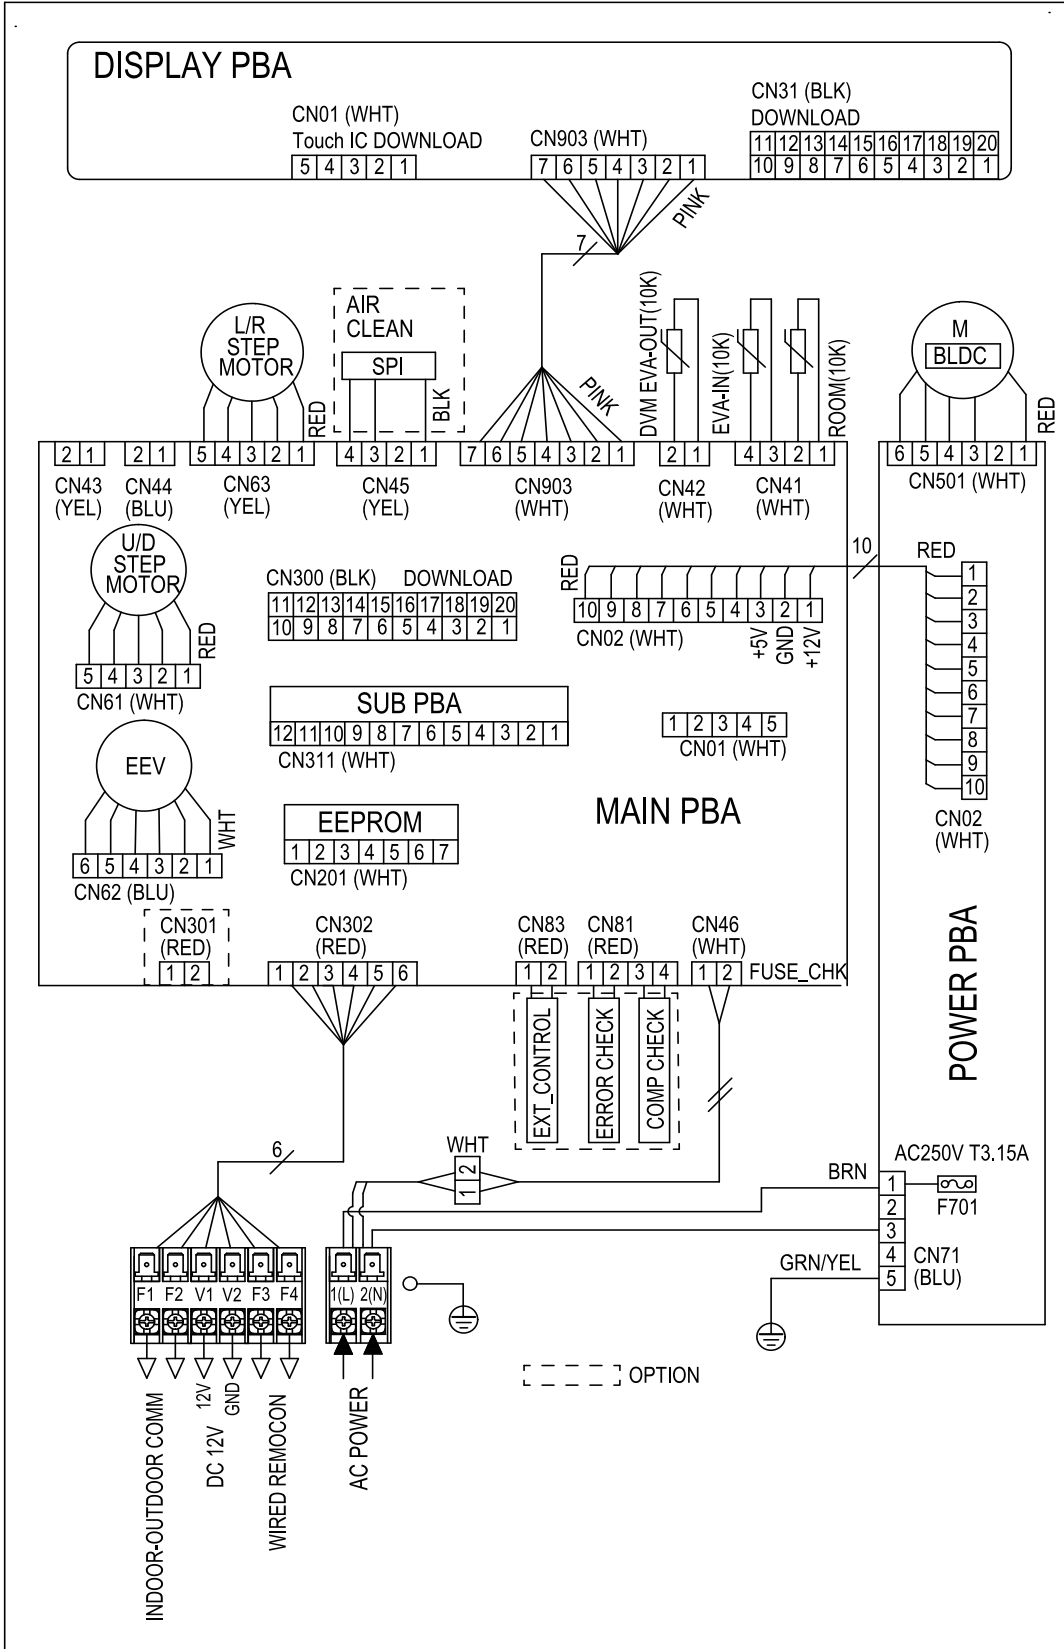 DISPLAY PBA
CN01 (WHT)
Touch IC DOWNLOAD
5 4 3 2 1
CN903 (WHT)
7 6 5 4 3 2 1
CN31 (BLK)
DOWNLOAD
11 12 13 14 15 16 17 18 19 20
10 9 8 7 6 5 4 3 2 1
PINK
7
L/R
STEP
MOTOR
RED
AIR
CLEAN
SPI
BLK
PINK
DVM EVA-OUT(10K)
EVA-IN(10K)
ROOM(10K)
M
BLDC
RED
2 1
CN43
(YEL)
2 1
CN44
(BLU)
5 4 3 2 1
CN63
(YEL)
4 3 2 1
CN45
(YEL)
7 6 5 4 3 2 1
CN903
(WHT)
2 1
CN42
(WHT)
4 3 2 1
CN41
(WHT)
6 5 4 3 2 1
CN501 (WHT)
U/D
STEP
MOTOR
RED
5 4 3 2 1
CN61 (WHT)
CN300 (BLK) DOWNLOAD
11 12 13 14 15 16 17 18 19 20
10 9 8 7 6 5 4 3 2 1
RED
10 9 8 7 6 5 4 3 2 1
CN02 (WHT)
+5V
GND
+12V
10
RED
1
2
3
4
5
6
7
8
9
10
CN02
(WHT)
SUB PBA
12 11 10 9 8 7 6 5 4 3 2 1
CN311 (WHT)
1 2 3 4 5
CN01 (WHT)
EEV
WHT
6 5 4 3 2 1
CN62 (BLU)
EEPROM
1 2 3 4 5 6 7
CN201 (WHT)
MAIN PBA
POWER PBA
CN301
(RED)
1 2
CN302
(RED)
1 2 3 4 5 6
CN83
(RED)
1 2
CN81
(RED)
1 2 3 4
CN46
(WHT)
1 2
FUSE_CHK
EXT_CONTROL
ERROR CHECK
COMP CHECK
6
WHT
1 2
BRN
GRN/YEL
AC250V T3.15A
F701
1
2
3
4
5
CN71
(BLU)
F1 F2 V1 V2 F3 F4
1(L) 2(N)
INDOOR-OUTDOOR COMM
12V
GND
DC 12V
WIRED REMOCON
AC POWER
OPTION